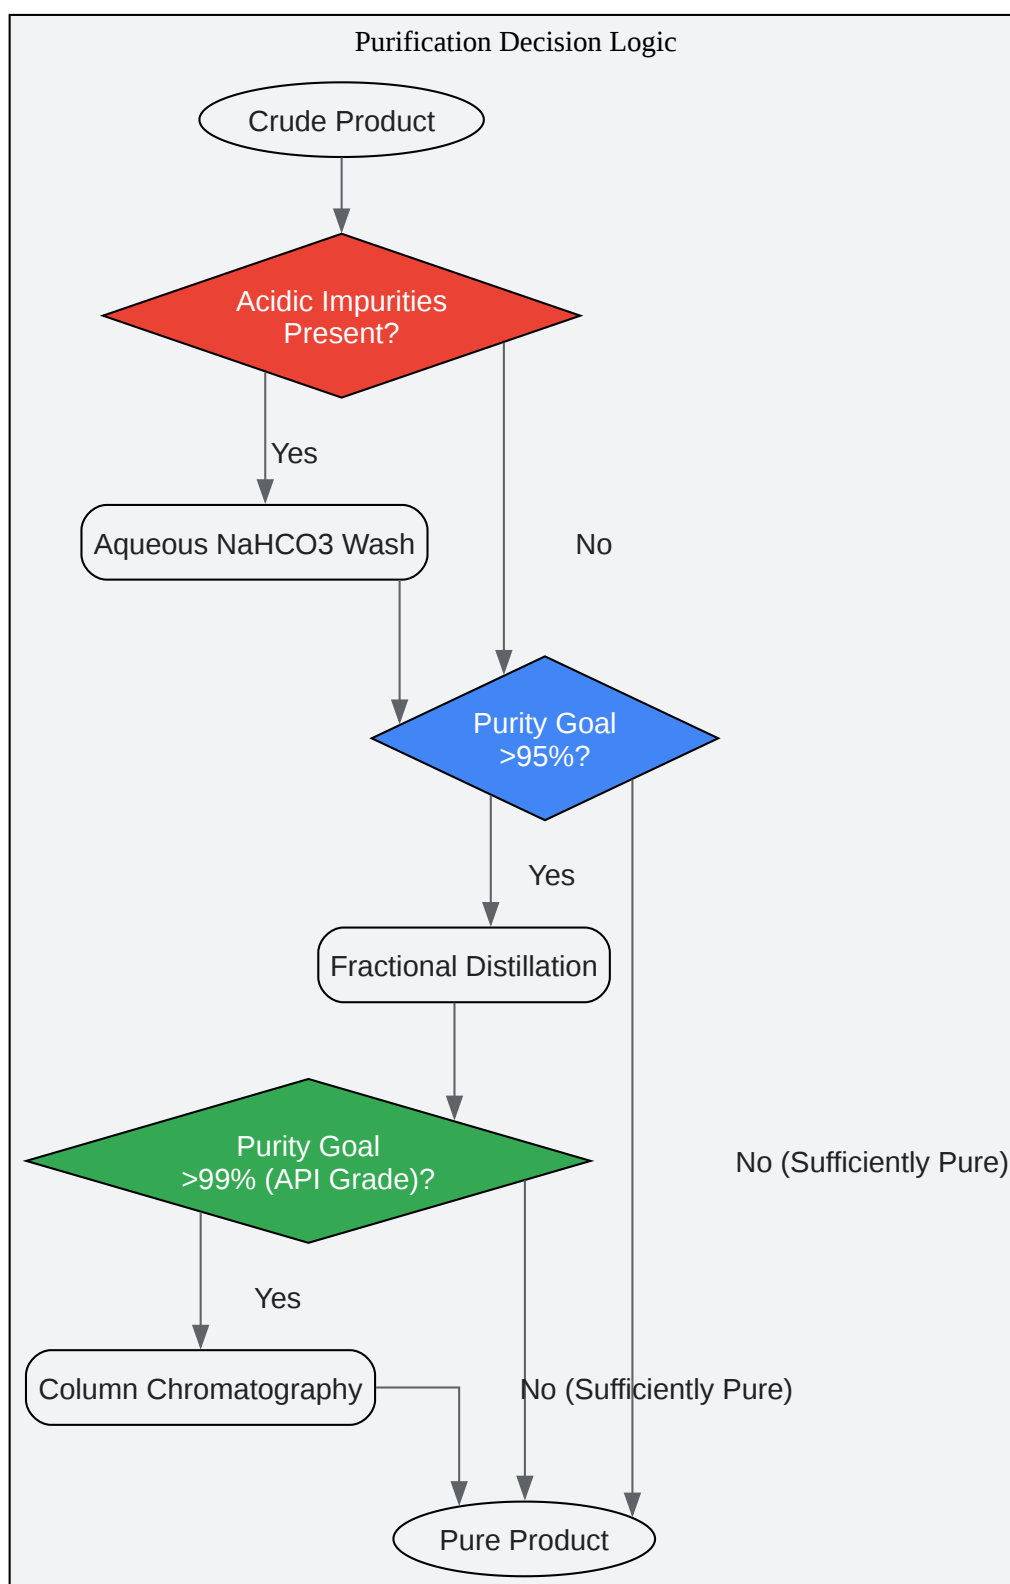 Purification Decision Logic
Crude Product
Acidic Impurities
Present?
Yes
Aqueous NaHCO3 Wash
No
Purity Goal
>95%?
Yes
Fractional Distillation
Purity Goal
>99% (API Grade)?
No (Sufficiently Pure)
Yes
Column Chromatography
No (Sufficiently Pure)
Pure Product